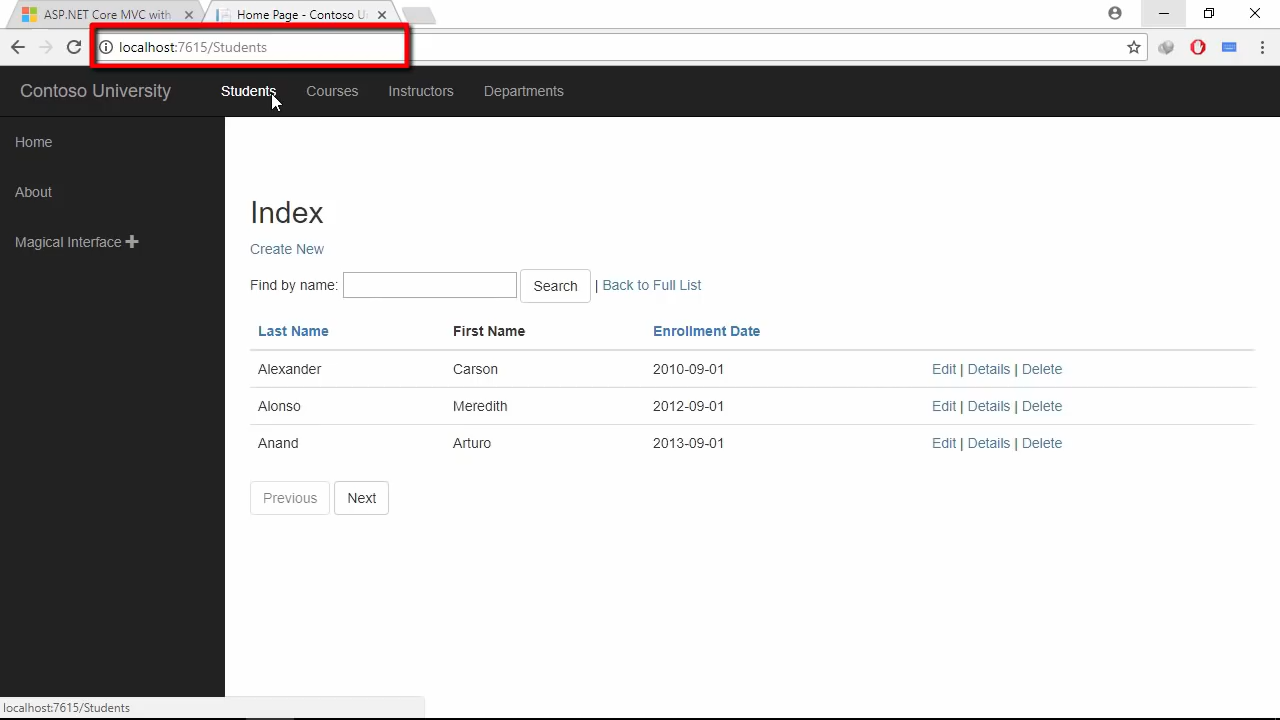 ASP.NET Core MVC with
Home Page - Contoso U
localhost:7615/Students
Contoso University Students Courses Instructors Departments
Home
About
Magical Interface
Index
Create New
Find by name: Search | Back to Full List
Last Name First Name Enrollment Date
Alexander Carson 2010-09-01 Edit | Details | Delete
Alonso Meredith 2012-09-01 Edit | Details | Delete
Anand Arturo 2013-09-01 Edit | Details | Delete
Previous Next
localhost:7615/Students